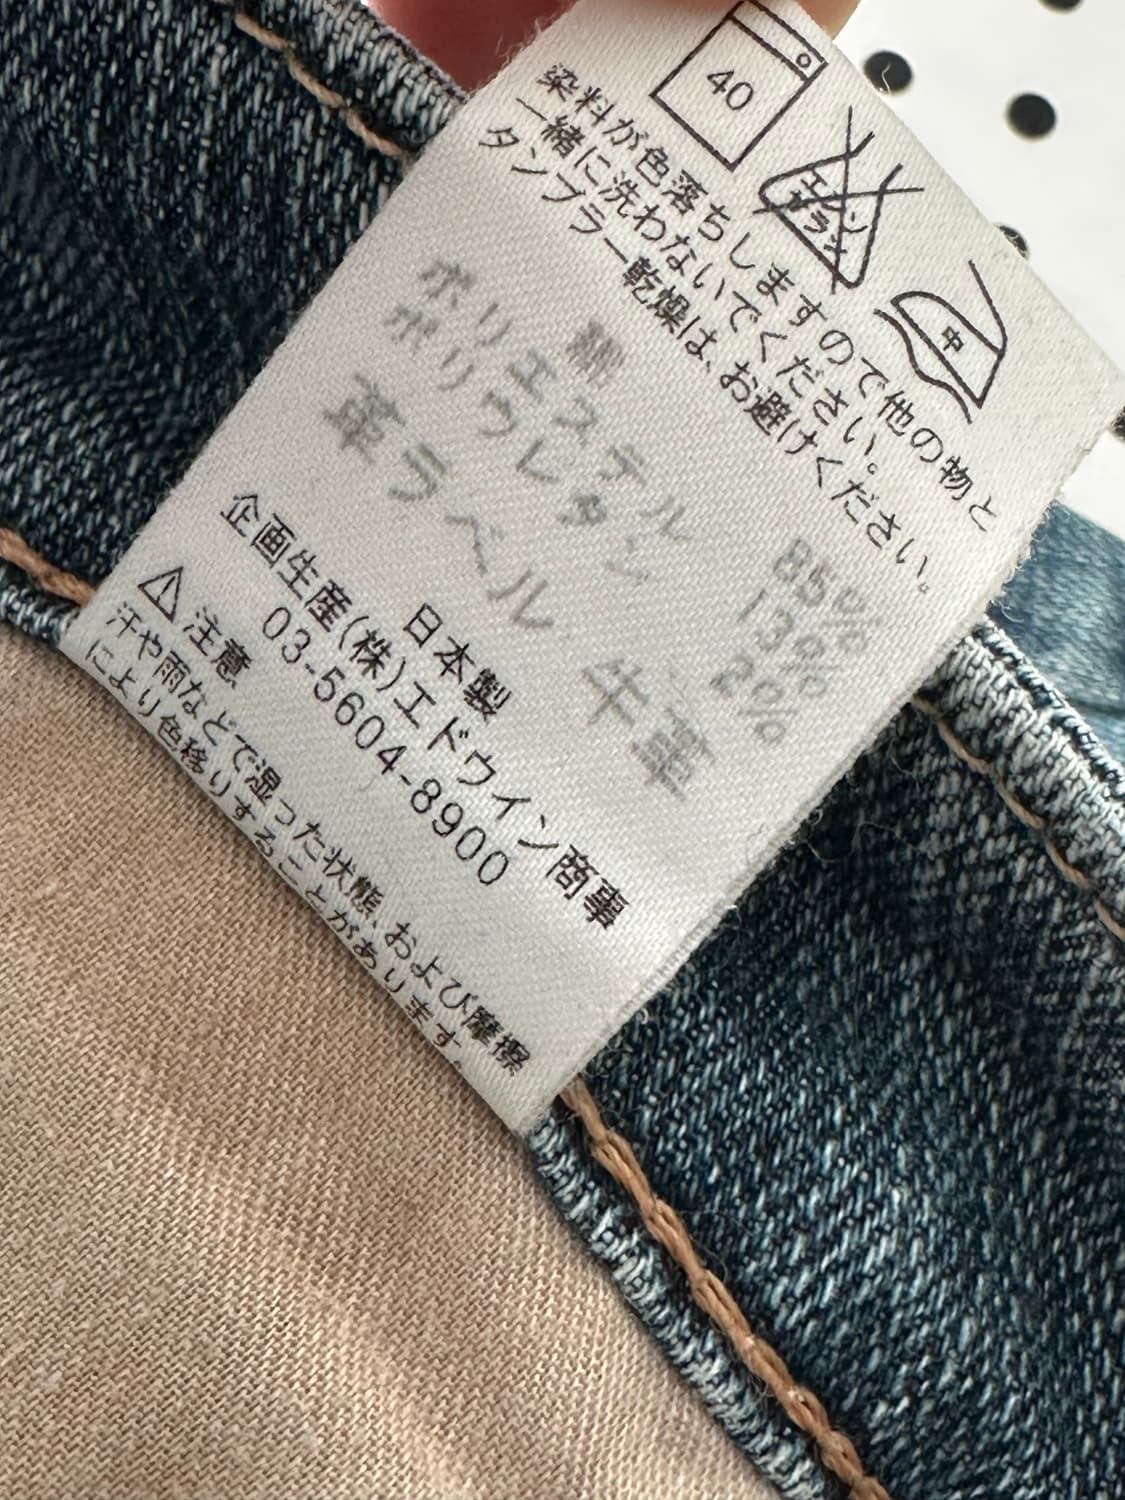 40
エンソ
サラシ
中
染料が色落ちしますので他の物と
一緒に洗わないでください。
タンブラー乾燥は、お避けください。
綿 85%
ポリエステル 13%
ポリウレタン 2%
革ラベル 牛革
日本製
企画生産(株)エドウイン商事
03-5604-8900
注意
汗や雨などで湿った状態、および摩擦
により色移りすることがあります。